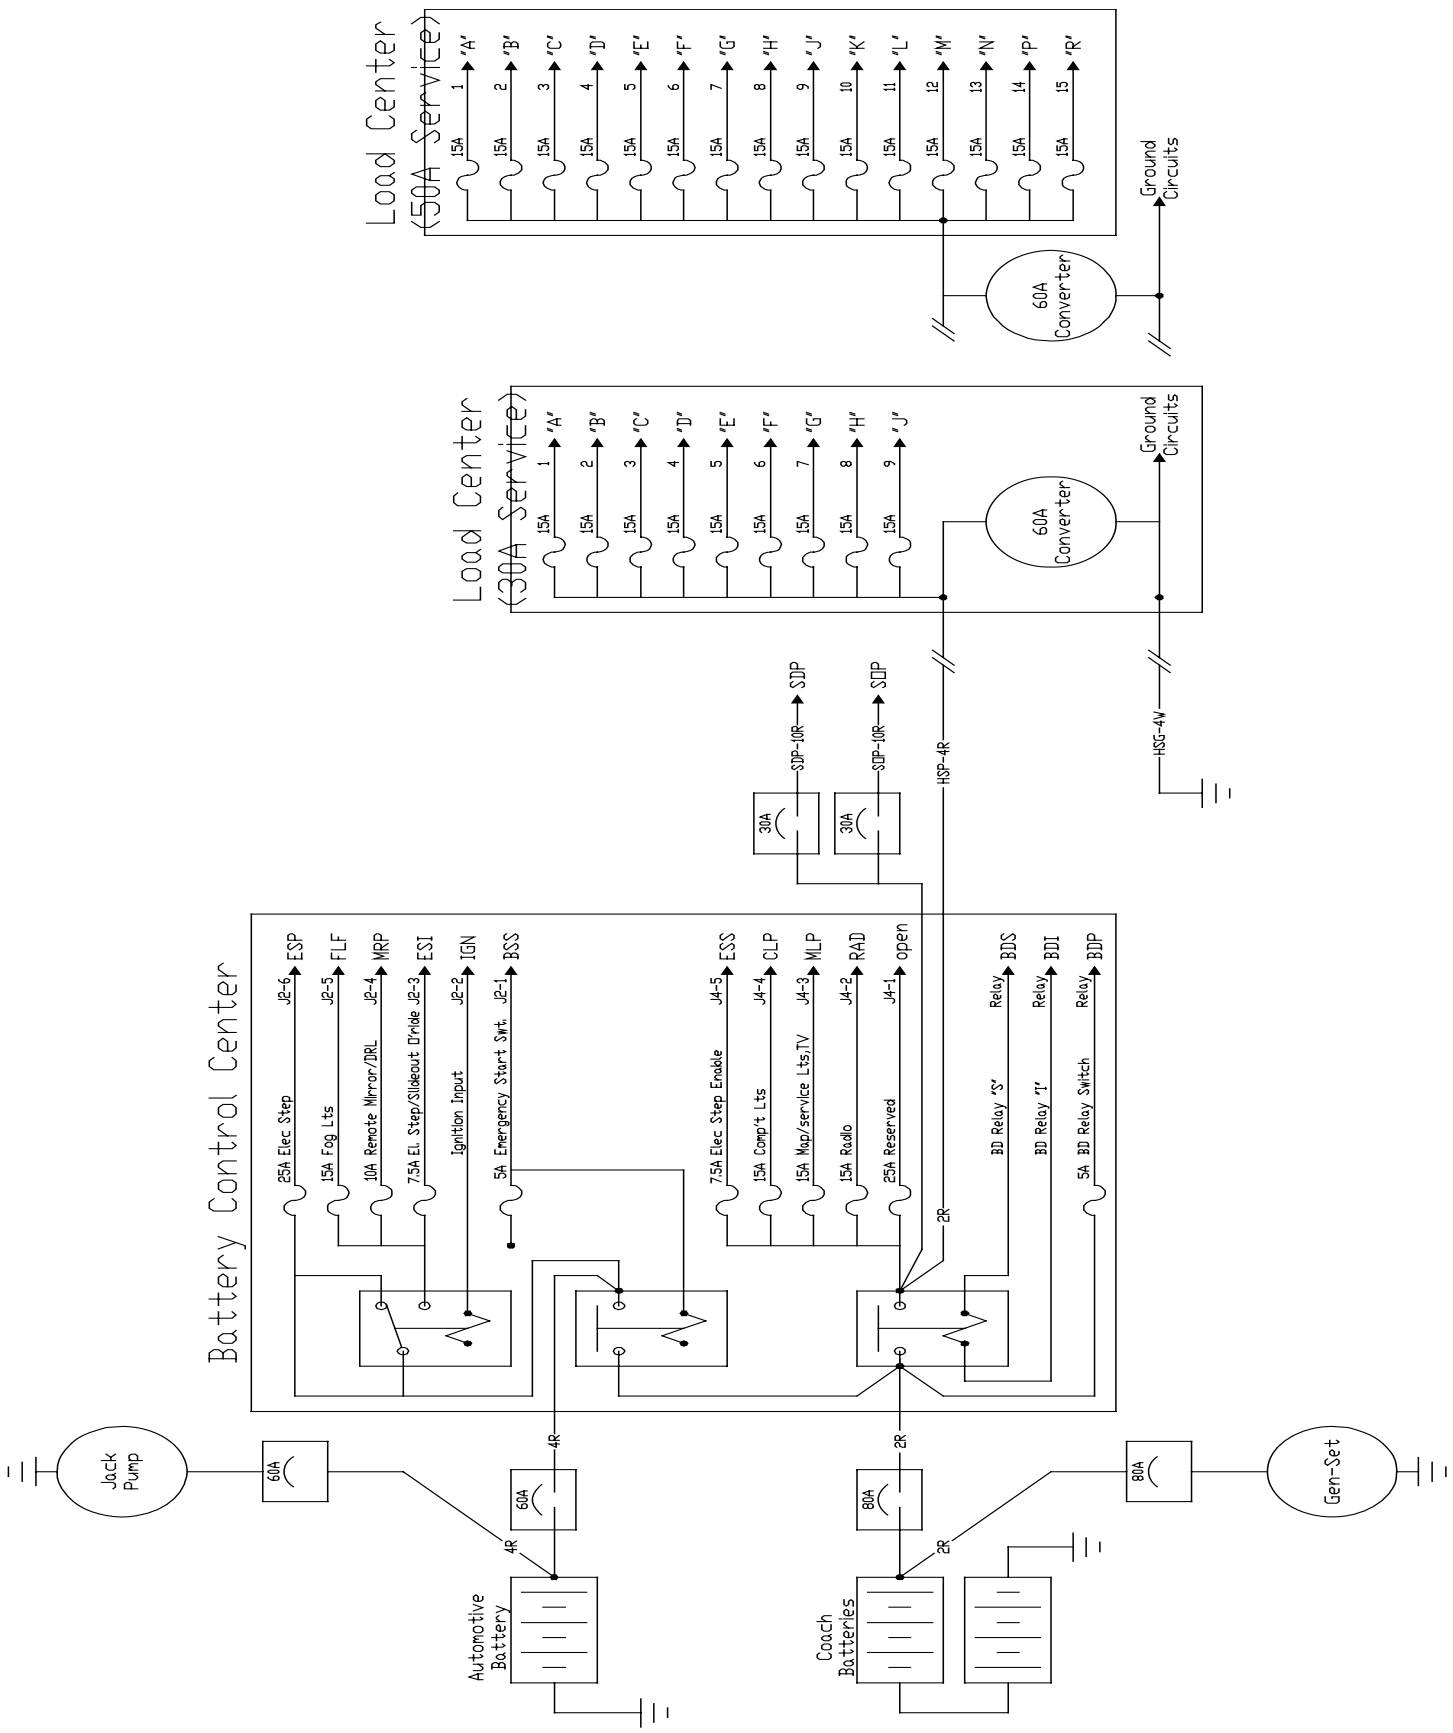 Battery Control Center
Jack
Pump
60A
25A Elec Step
J2-6
ESP
15A Fog Lts
J2-5
FLF
10A Remote Mirror/DRL
J2-4
MRP
7.5A El. Step/Slideout O'ride
J2-3
ESI
Ignition Input
J2-2
IGN
5A Emergency Start Swt.
J2-1
BSS
Automotive
Battery
4R
60A
4R
7.5A Elec Step Enable
J4-5
ESS
15A Comp't Lts
J4-4
CLP
15A Map/service Lts,TV
J4-3
MLP
15A Radio
J4-2
RAD
25A Reserved
J4-1
open
Coach
Batteries
80A
2R
2R
2R
BD Relay "S"
Relay
BDS
BD Relay "I"
Relay
BDI
5A BD Relay Switch
Relay
BDP
80A
Gen-Set
30A
SDP-10R
SDP
30A
SOP-10R
SOP
HSP-4R
HSG-4W
Load Center
(30A Service)
15A 1 "A"
15A 2 "B"
15A 3 "C"
15A 4 "D"
15A 5 "E"
15A 6 "F"
15A 7 "G"
15A 8 "H"
15A 9 "J"
60A
Converter
Ground
Circuits
Load Center
(50A Service)
15A 1 "A"
15A 2 "B"
15A 3 "C"
15A 4 "D"
15A 5 "E"
15A 6 "F"
15A 7 "G"
15A 8 "H"
15A 9 "J"
15A 10 "K"
15A 11 "L"
15A 12 "M"
15A 13 "N"
15A 14 "P"
15A 15 "R"
60A
Converter
Ground
Circuits